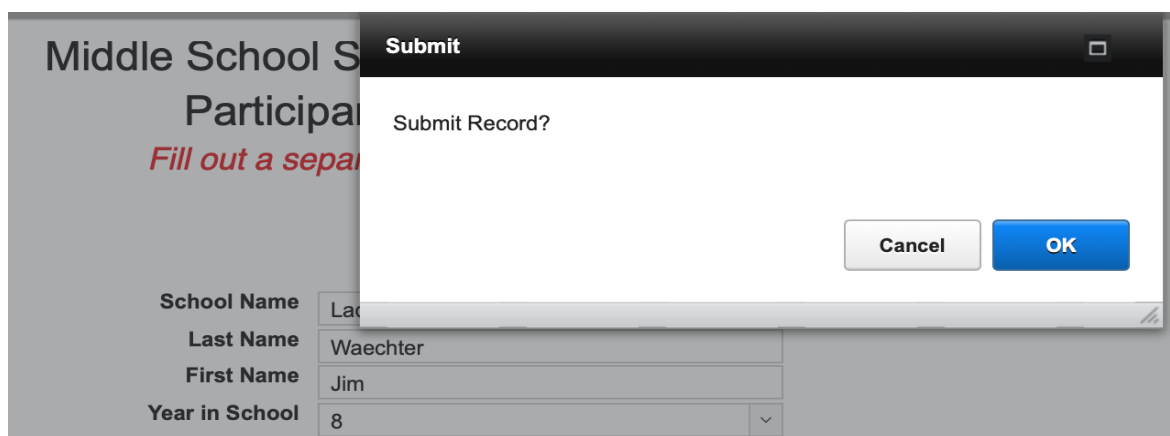 Middle School S
Participa
Fill out a sepa
Submit
Submit Record?
Cancel
OK
School Name
Lad
Last Name
Waechter
First Name
Jim
Year in School
8